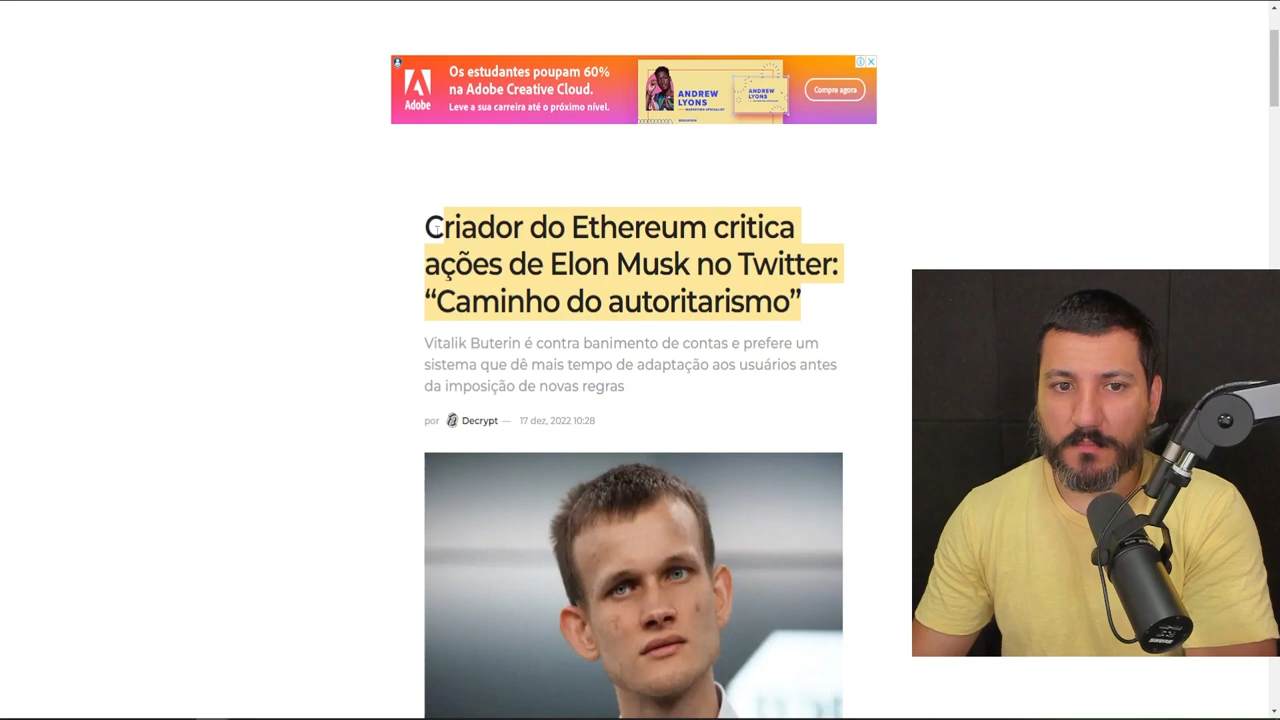 Os estudantes poupam 60%
na Adobe Creative Cloud.
Leve a sua carreira até o próximo nível.
Adobe
ANDREW
LYONS
ANDREW
LYONS
Compre agora
Criador do Ethereum critica
ações de Elon Musk no Twitter:
“Caminho do autoritarismo”
Vitalik Buterin é contra banimento de contas e prefere um
sistema que dê mais tempo de adaptação aos usuários antes
da imposição de novas regras
por Decrypt — 17 dez, 2022 10:28
SHURE